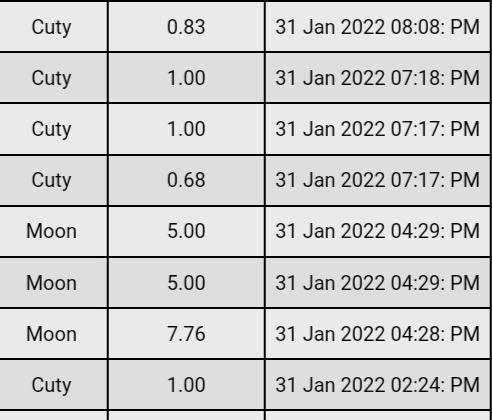 Cuty 0.83 31 Jan 2022 08:08: PM
Cuty 1.00 31 Jan 2022 07:18: PM
Cuty 1.00 31 Jan 2022 07:17: PM
Cuty 0.68 31 Jan 2022 07:17: PM
Moon 5.00 31 Jan 2022 04:29: PM
Moon 5.00 31 Jan 2022 04:29: PM
Moon 7.76 31 Jan 2022 04:28: PM
Cuty 1.00 31 Jan 2022 02:24: PM